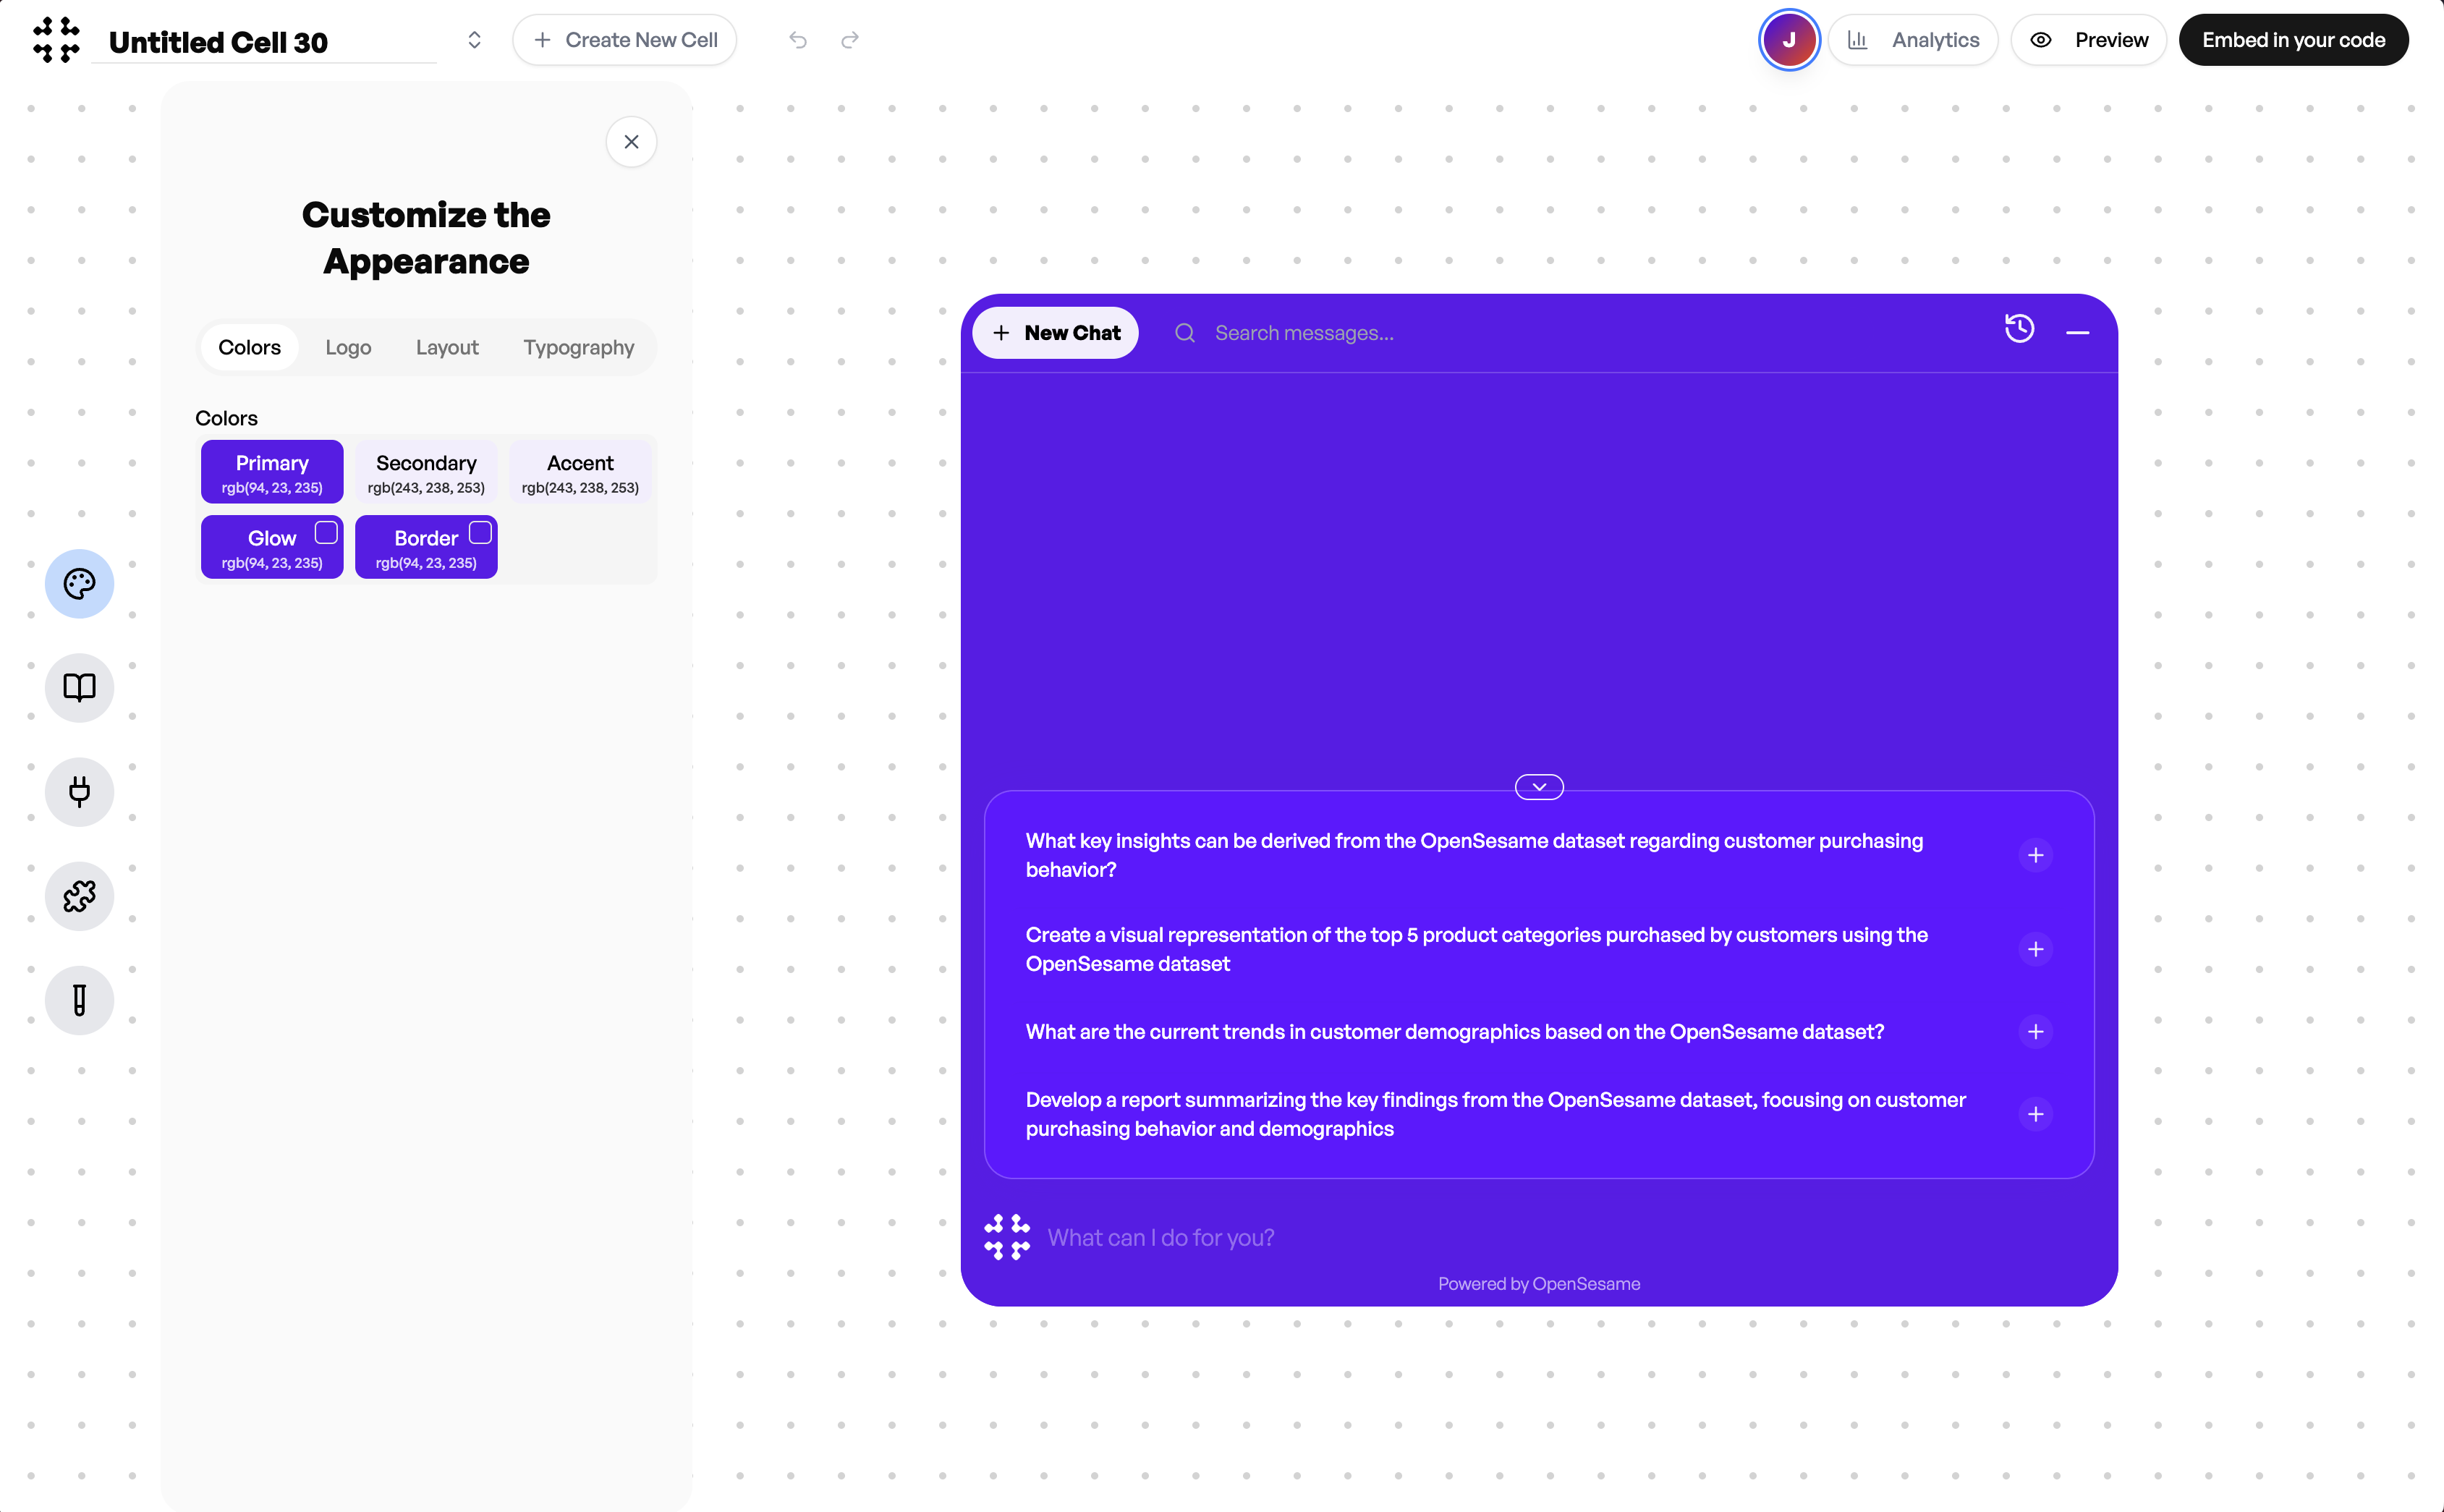 Untitled Cell 30
Create New Cell
J
Analytics
Preview
Embed in your code
Customize the
Appearance
Colors
Logo
Layout
Typography
Colors
Primary
rgb(94, 23, 235)
Secondary
rgb(243, 238, 253)
Accent
rgb(243, 238, 253)
Glow
rgb(94, 23, 235)
Border
rgb(94, 23, 235)
New Chat
Search messages...
What key insights can be derived from the OpenSesame dataset regarding customer purchasing
behavior?
Create a visual representation of the top 5 product categories purchased by customers using the
OpenSesame dataset
What are the current trends in customer demographics based on the OpenSesame dataset?
Develop a report summarizing the key findings from the OpenSesame dataset, focusing on customer
purchasing behavior and demographics
What can I do for you?
Powered by OpenSesame